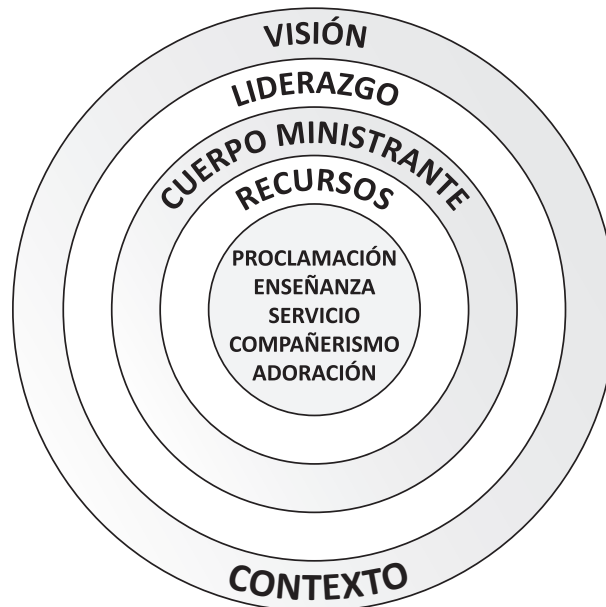 VISIÓN
LIDERAZGO
CUERPO MINISTRANTE
RECURSOS
PROCLAMACIÓN
ENSEÑANZA
SERVICIO
COMPAÑERISMO
ADORACIÓN
CONTEXTO